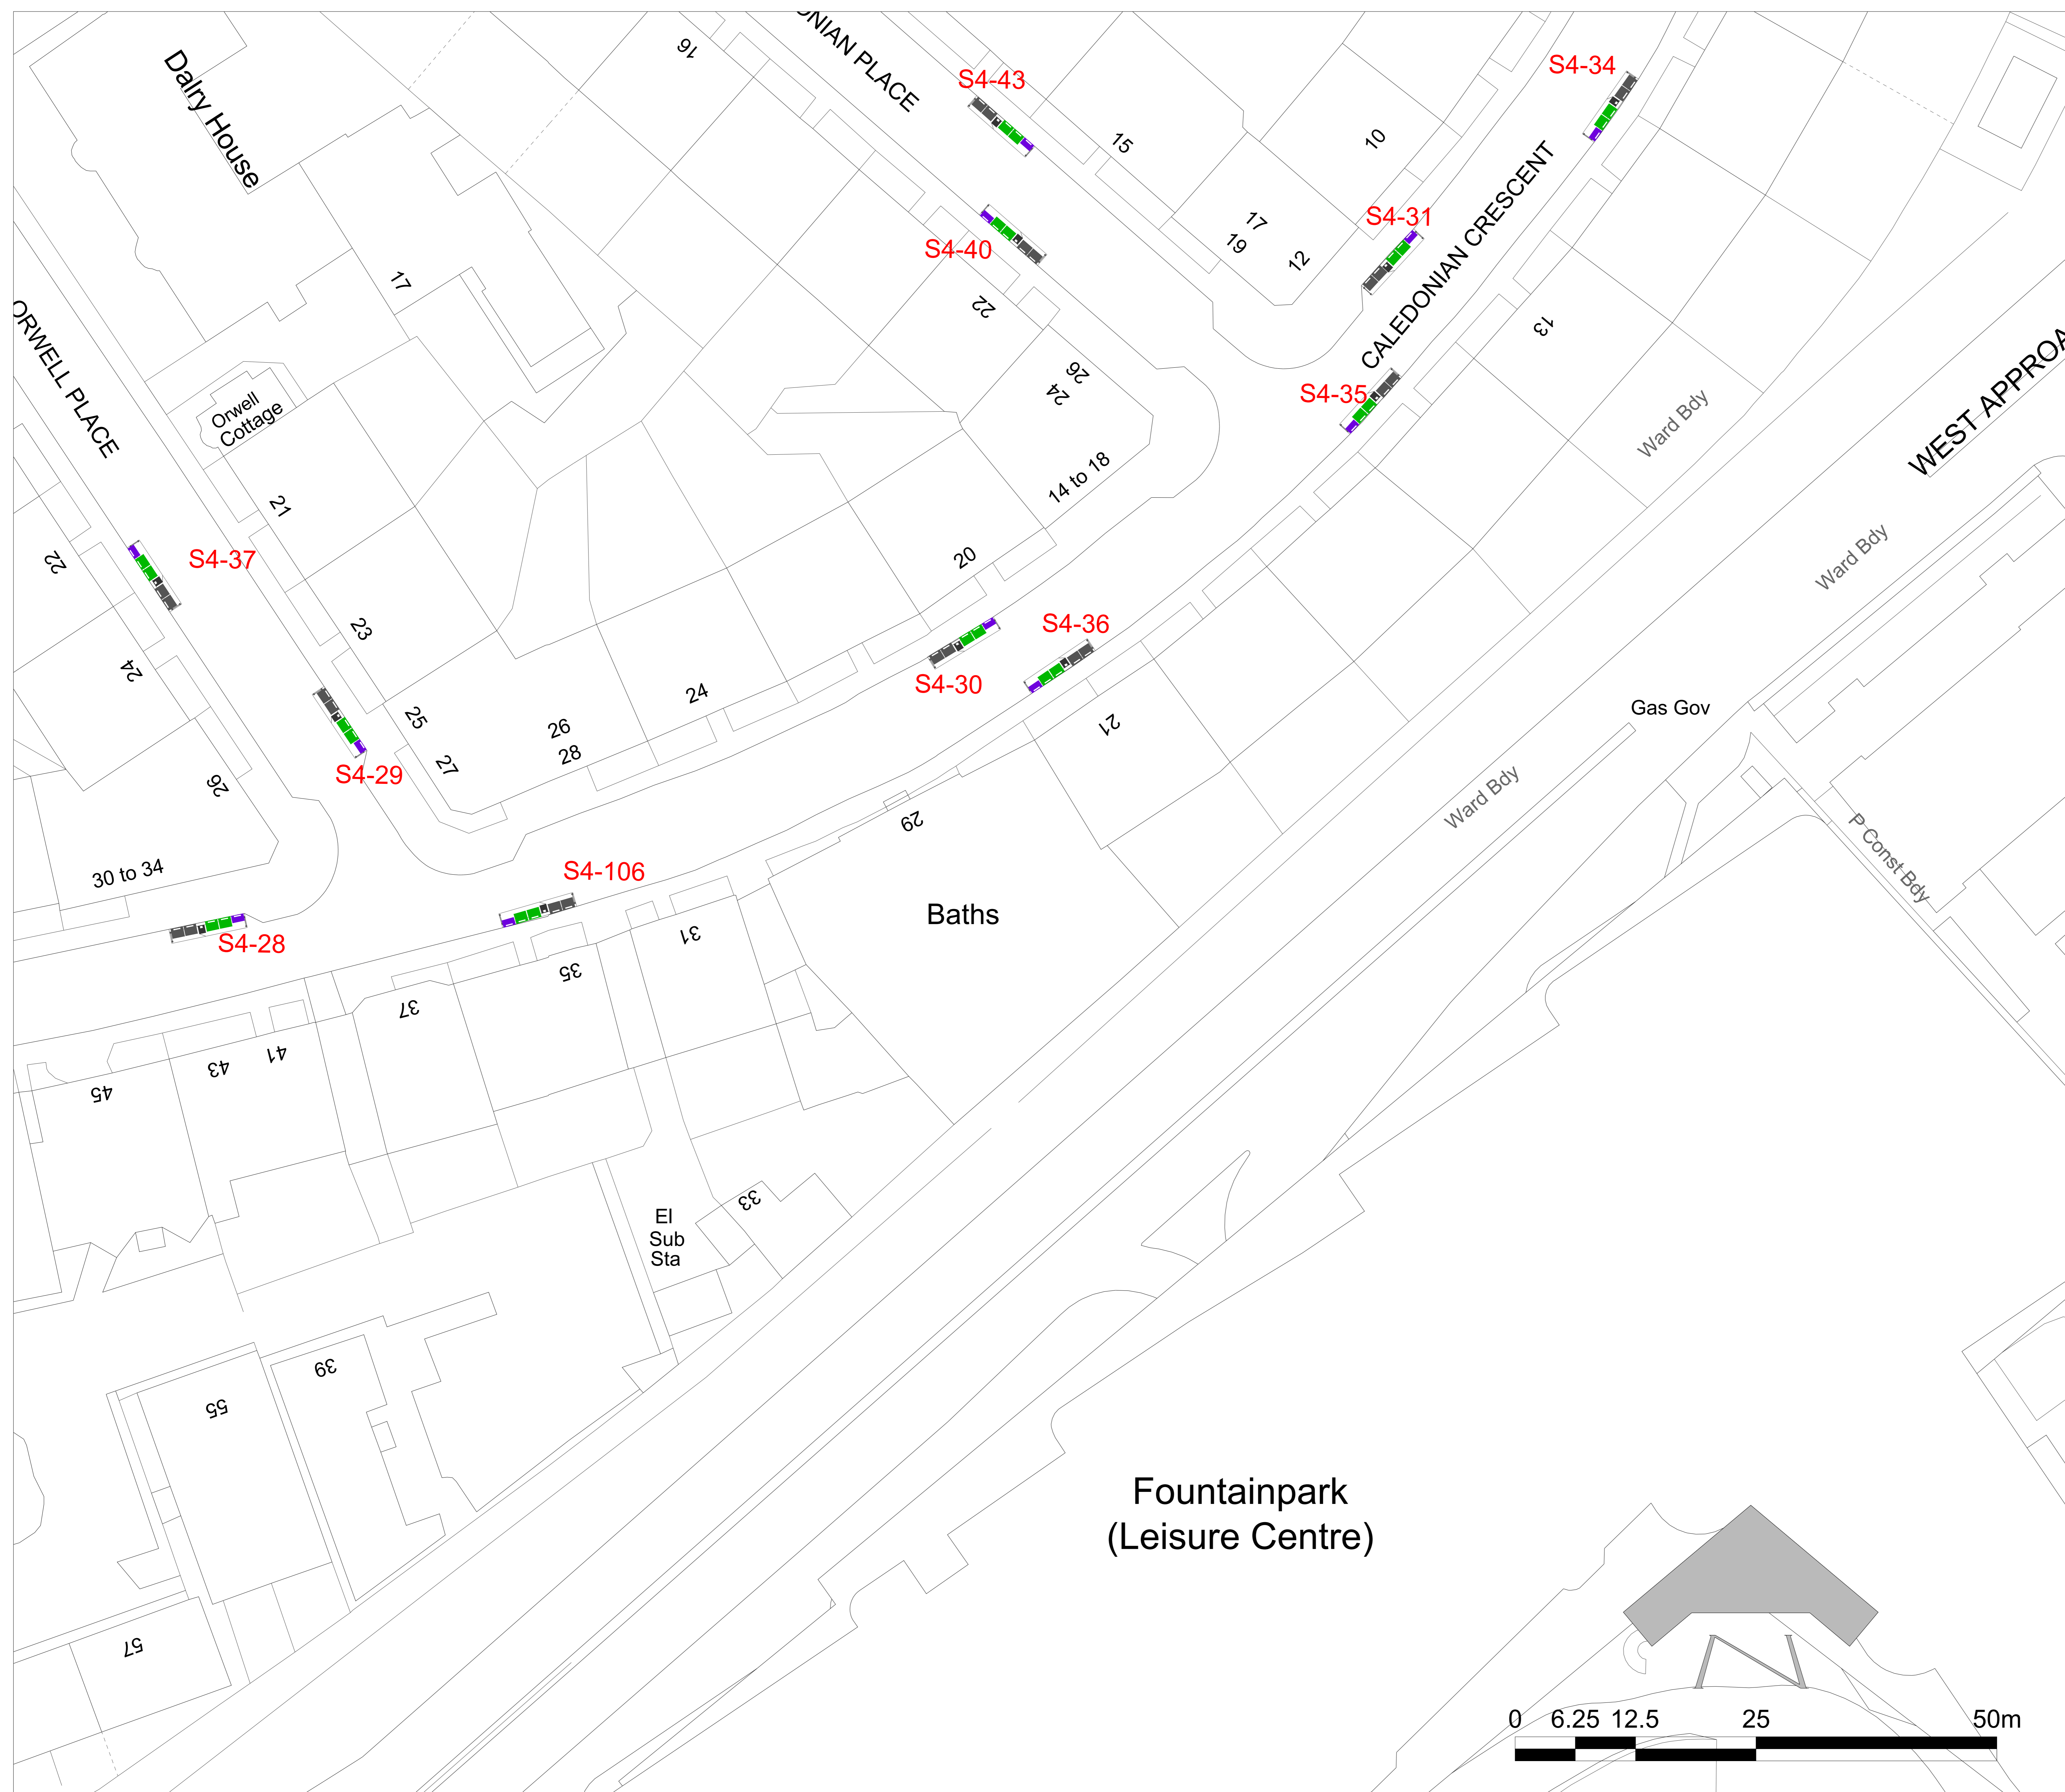 Dalry House
16
ONIAN PLACE
S4-43
S4-34
15
10
S4-31
17
19
12
CALEDONIAN CRESCENT
S4-40
22
17
ORWELL PLACE
13
WEST APPROA
26
24
S4-35
Orwell
Cottage
Ward Bdy
14 to 18
21
22
S4-37
20
Ward Bdy
23
S4-36
24
S4-30
24
25
26
28
21
Gas Gov
27
S4-29
26
Ward Bdy
29
P Const Bdy
30 to 34
S4-106
Baths
S4-28
31
35
37
41
43
45
33
El
Sub
Sta
39
55
Fountainpark
(Leisure Centre)
57
0 6.25 12.5 25 50m